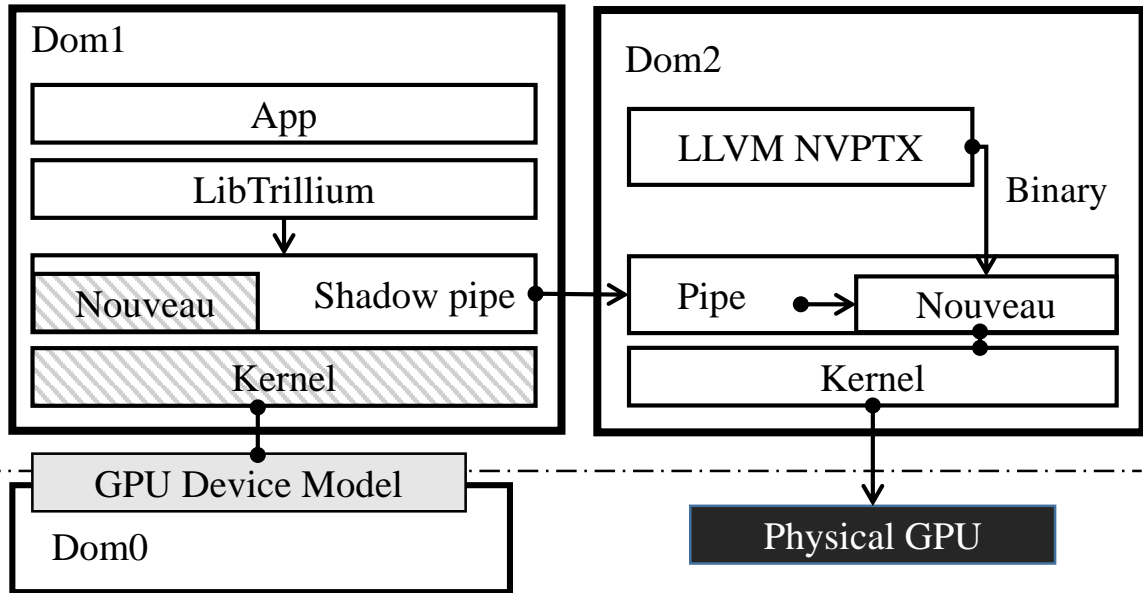 Dom1
App
LibTrillium
Nouveau
Shadow pipe
Kernel
GPU Device Model
Dom0
Dom2
LLVM NVPTX
Binary
Pipe
Nouveau
Kernel
Physical GPU